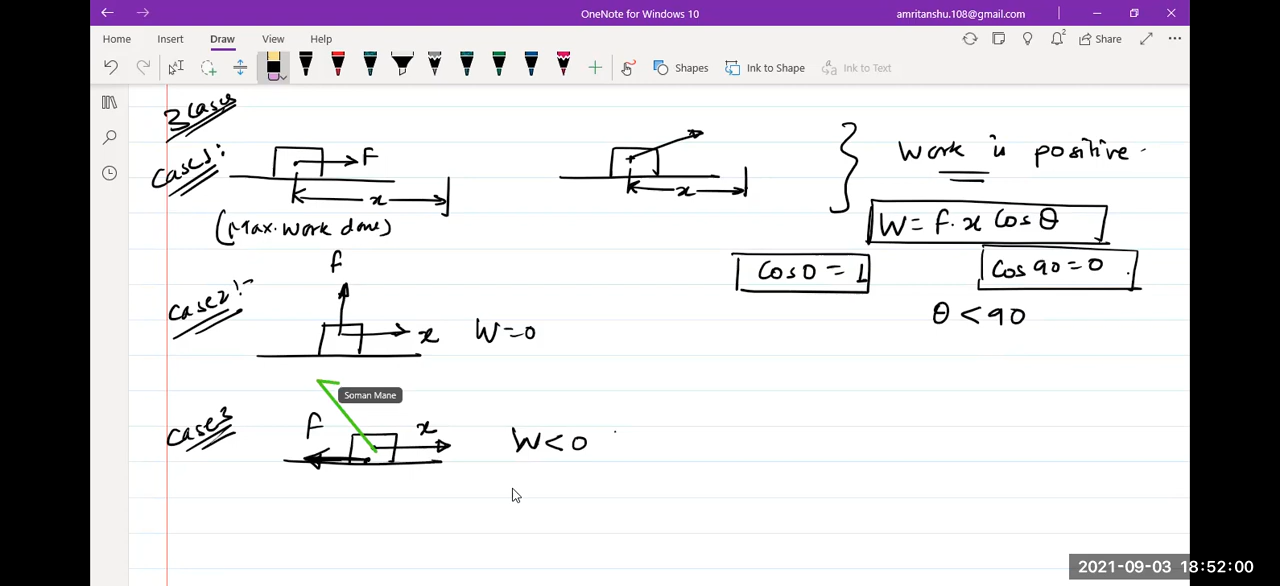 OneNote for Windows 10
amritanshu.108@gmail.com
Home Insert Draw View Help
Share
Shapes Ink to Shape Ink to Text
3 cases
Case1:
F
x
x
(Max. work done)
Work is positive
W = F. x Cos θ
Cos 0 = 1
Cos 90 = 0
θ < 90
Case2:-
F
x
W=0
Soman Mane
Case3
F
x
W < 0
2021-09-03 18:52:00